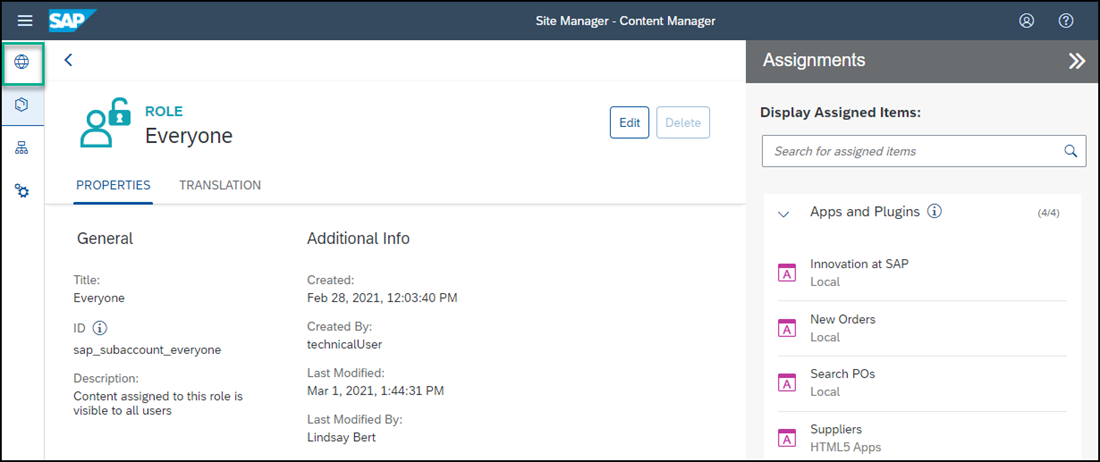 SAP
Site Manager - Content Manager
ROLE
Everyone
Edit
Delete
PROPERTIES
TRANSLATION
General
Title:
Everyone
ID
sap_subaccount_everyone
Description:
Content assigned to this role is
visible to all users
Additional Info
Created:
Feb 28, 2021, 12:03:40 PM
Created By:
technicalUser
Last Modified:
Mar 1, 2021, 1:44:31 PM
Last Modified By:
Lindsay Bert
Assignments
Display Assigned Items:
Search for assigned items
Apps and Plugins
(4/4)
A
Innovation at SAP
Local
A
New Orders
Local
A
Search POs
Local
A
Suppliers
HTML5 Apps